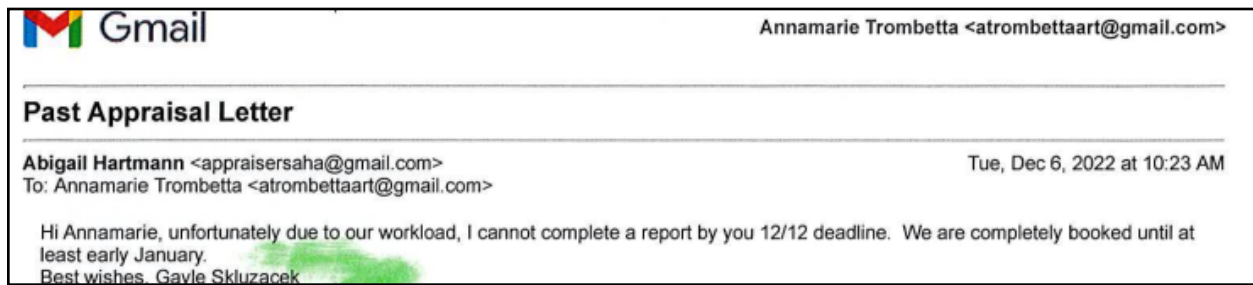 Gmail
Annamarie Trombetta <atrombettaart@gmail.com>
Past Appraisal Letter
Abigail Hartmann <appraisersaha@gmail.com>
Tue, Dec 6, 2022 at 10:23 AM
To: Annamarie Trombetta <atrombettaart@gmail.com>
Hi Annamarie, unfortunately due to our workload, I cannot complete a report by you 12/12 deadline. We are completely booked until at
least early January.
Best wishes, Gayle Skluzacek